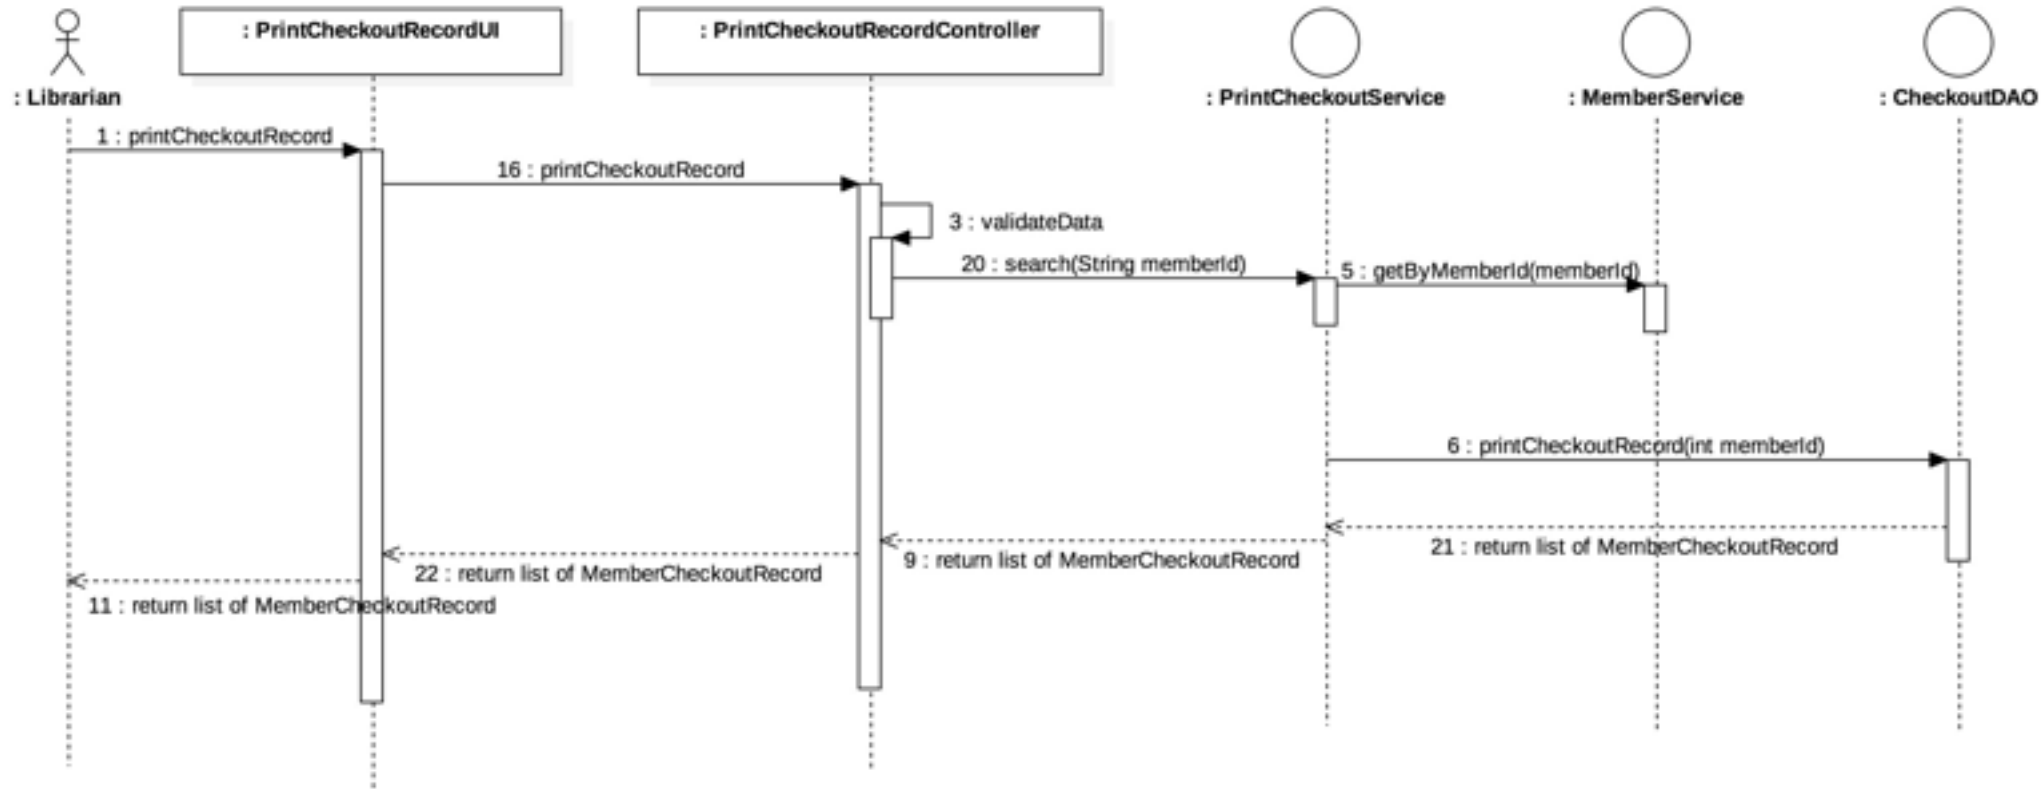 : PrintCheckoutRecordUI
: PrintCheckoutRecordController
: Librarian
: PrintCheckoutService
: MemberService
: CheckoutDAO
1 : printCheckoutRecord
16 : printCheckoutRecord
3 : validateData
20 : search(String memberId)
5 : getByMemberId(memberId)
6 : printCheckoutRecord(int memberId)
21 : return list of MemberCheckoutRecord
9 : return list of MemberCheckoutRecord
22 : return list of MemberCheckoutRecord
11 : return list of MemberCheckoutRecord